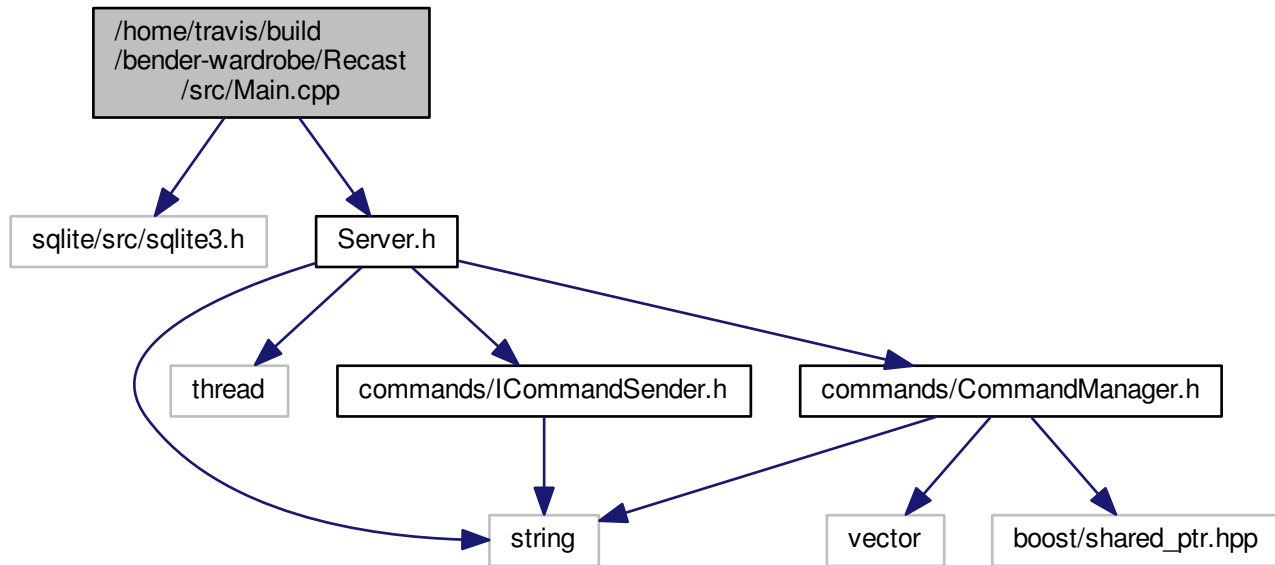 /home/travis/build
/bender-wardrobe/Recast
/src/Main.cpp
sqlite/src/sqlite3.h
Server.h
thread
commands/ICommandSender.h
commands/CommandManager.h
string
vector
boost/shared_ptr.hpp